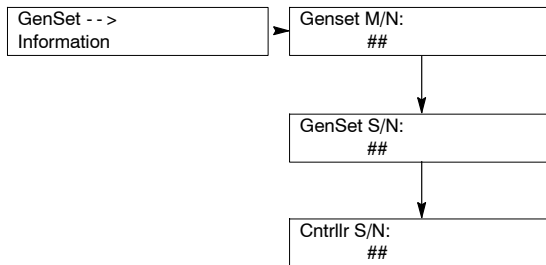 GenSet - - >
Information
Genset M/N:
##
GenSet S/N:
##
Cntrllr S/N:
##